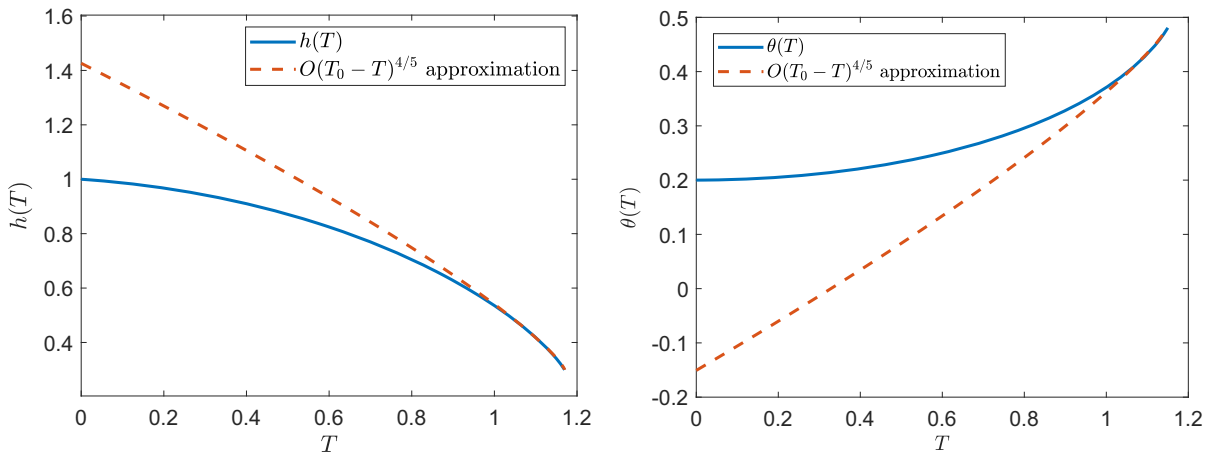 1.6
1.4
1.2
1
0.8
0.6
0.4
h(T)
h(T)
O(T₀ − T)^{4/5} approximation
0 0.2 0.4 0.6 0.8 1 1.2
T
0.5
0.4
0.3
0.2
0.1
0
-0.1
-0.2
θ(T)
θ(T)
O(T₀ − T)^{4/5} approximation
0 0.2 0.4 0.6 0.8 1 1.2
T